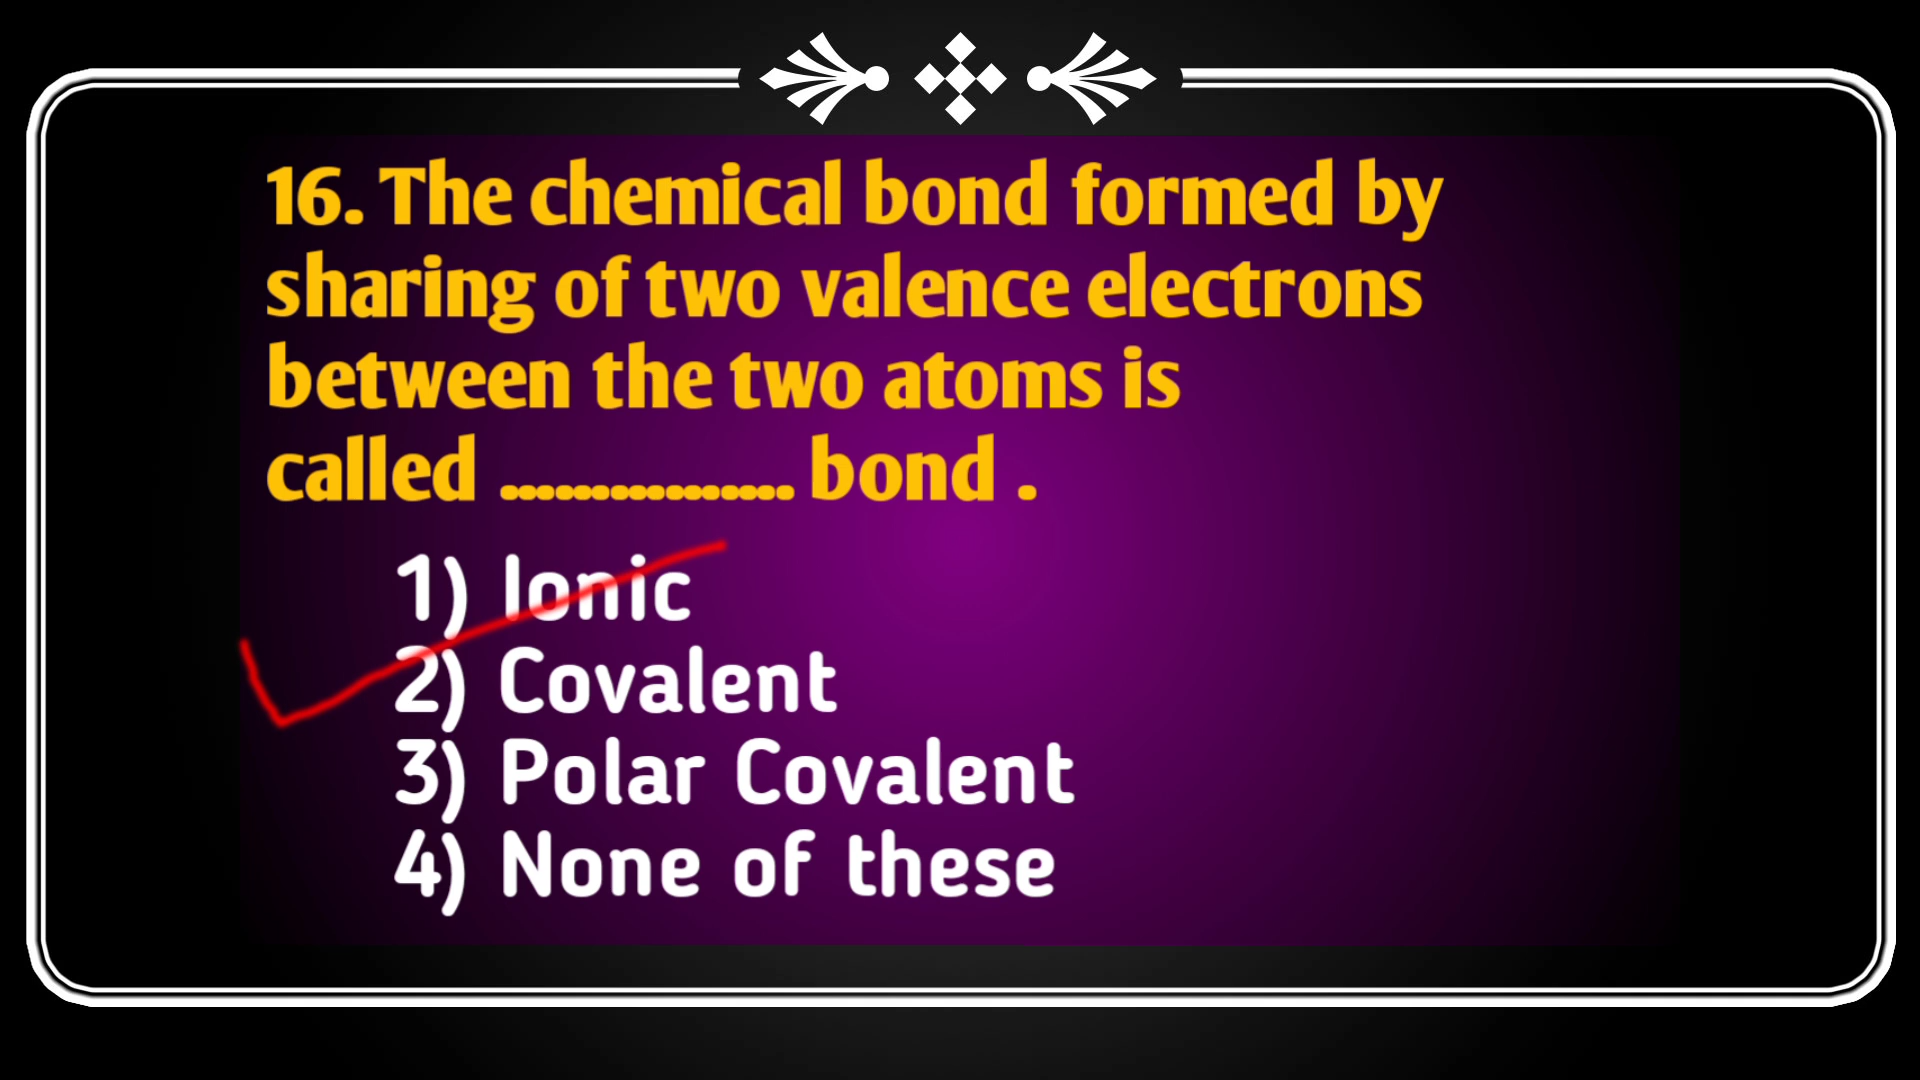 16. The chemical bond formed by
sharing of two valence electrons
between the two atoms is
called ................ bond .
1) Ionic
2) Covalent
3) Polar Covalent
4) None of these